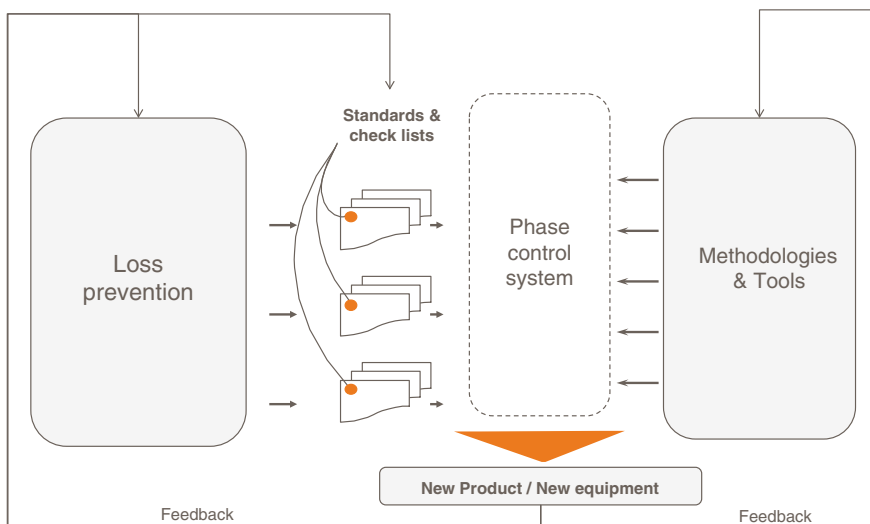 Standards &
check lists
Loss
prevention
Phase
control
system
Methodologies
& Tools
New Product / New equipment
Feedback
Feedback